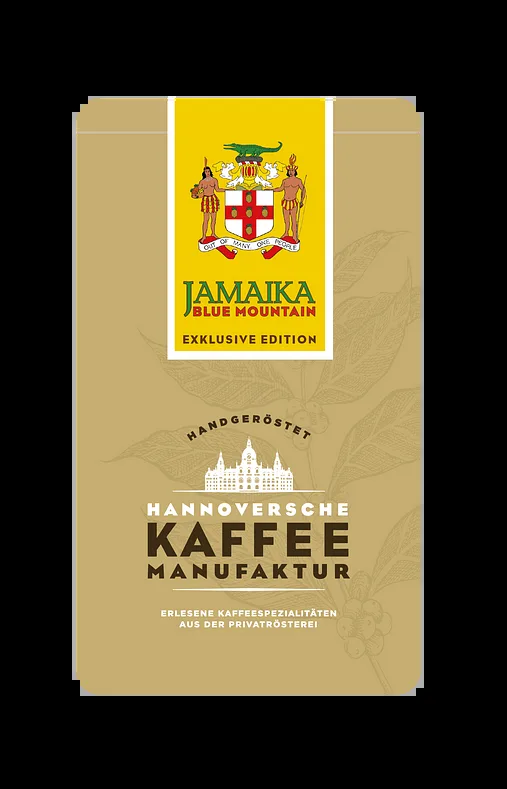 OUT OF MANY ONE PEOPLE
JAMAIKA
BLUE MOUNTAIN
EXKLUSIVE EDITION
HANDGERÖSTET
HANNOVERSCHE
KAFFEE
MANUFAKTUR
ERLESENE KAFFEESPEZIALITÄTEN
AUS DER PRIVATRÖSTEREI